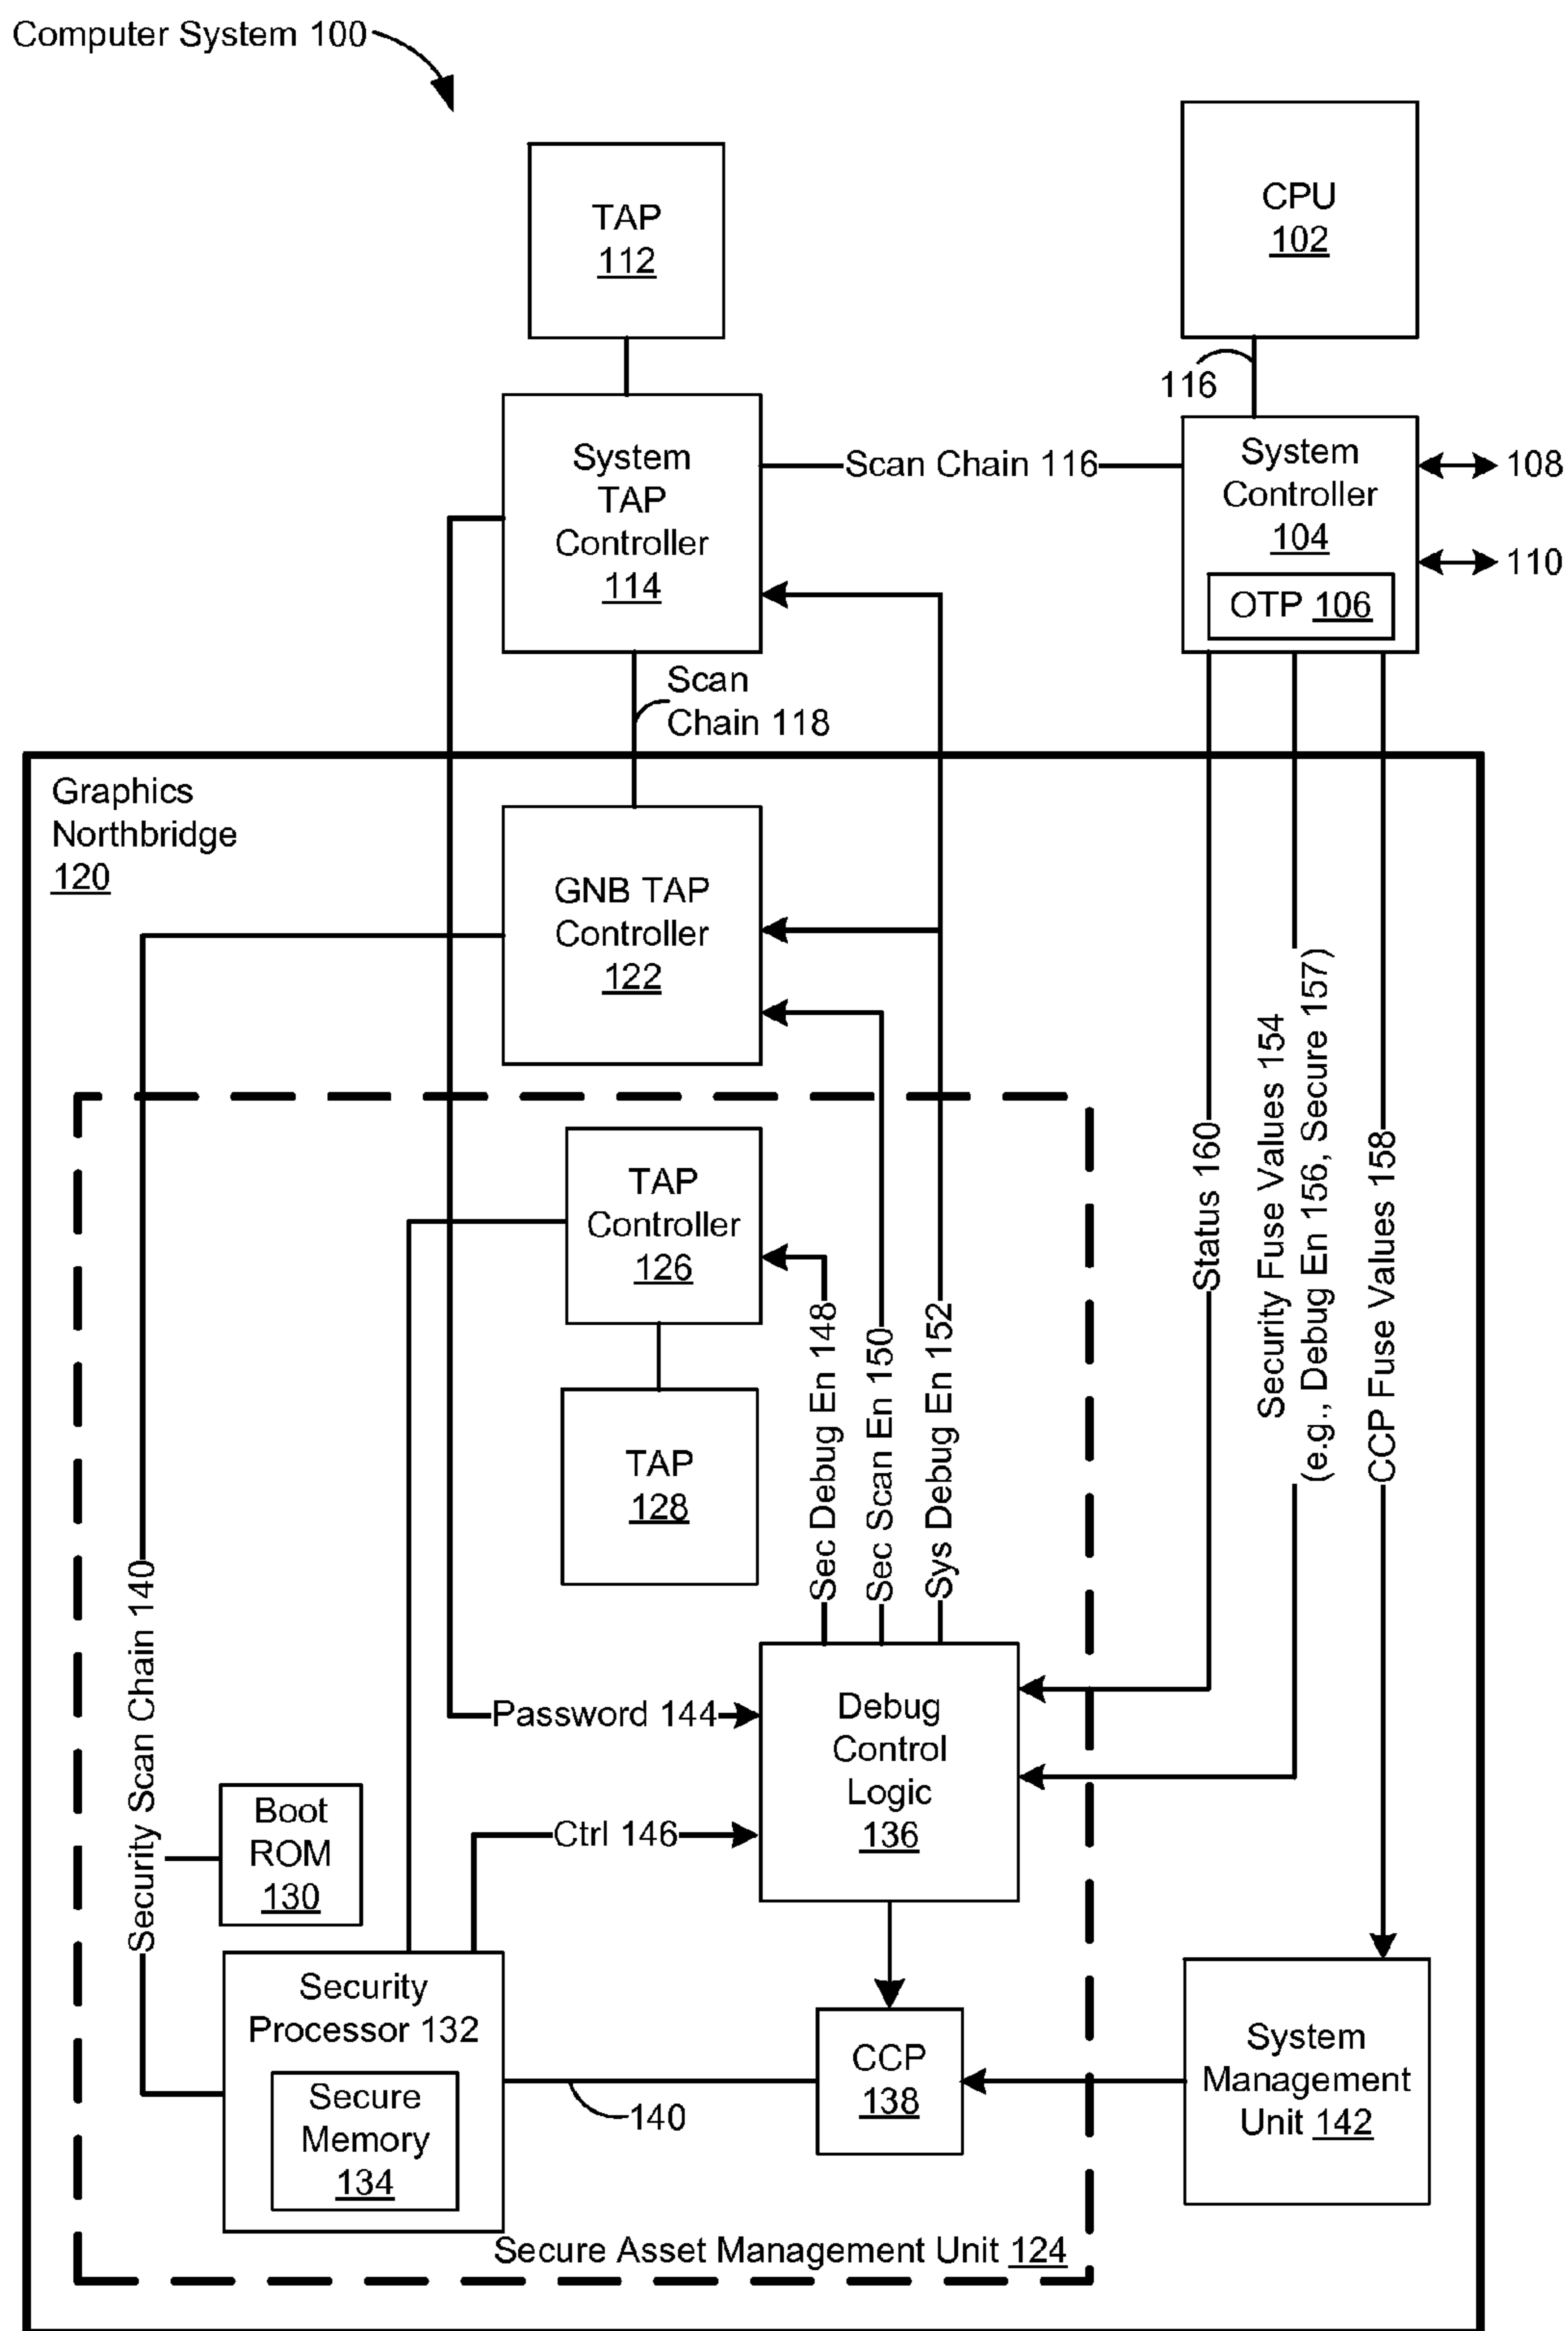 Computer System 100
TAP
112
CPU
102
116
System
TAP
Controller
114
Scan Chain 116
System
Controller
104
OTP 106
108
110
Scan
Chain 118
Graphics
Northbridge
120
GNB TAP
Controller
122
TAP
Controller
126
TAP
128
Sec Debug En 148
Sec Scan En 150
Sys Debug En 152
Status 160
Security Fuse Values 154
(e.g., Debug En 156, Secure 157)
CCP Fuse Values 158
Security Scan Chain 140
Password 144
Debug
Control
Logic
136
Boot
ROM
130
Ctrl 146
Security
Processor 132
Secure
Memory
134
140
CCP
138
System
Management
Unit 142
Secure Asset Management Unit 124